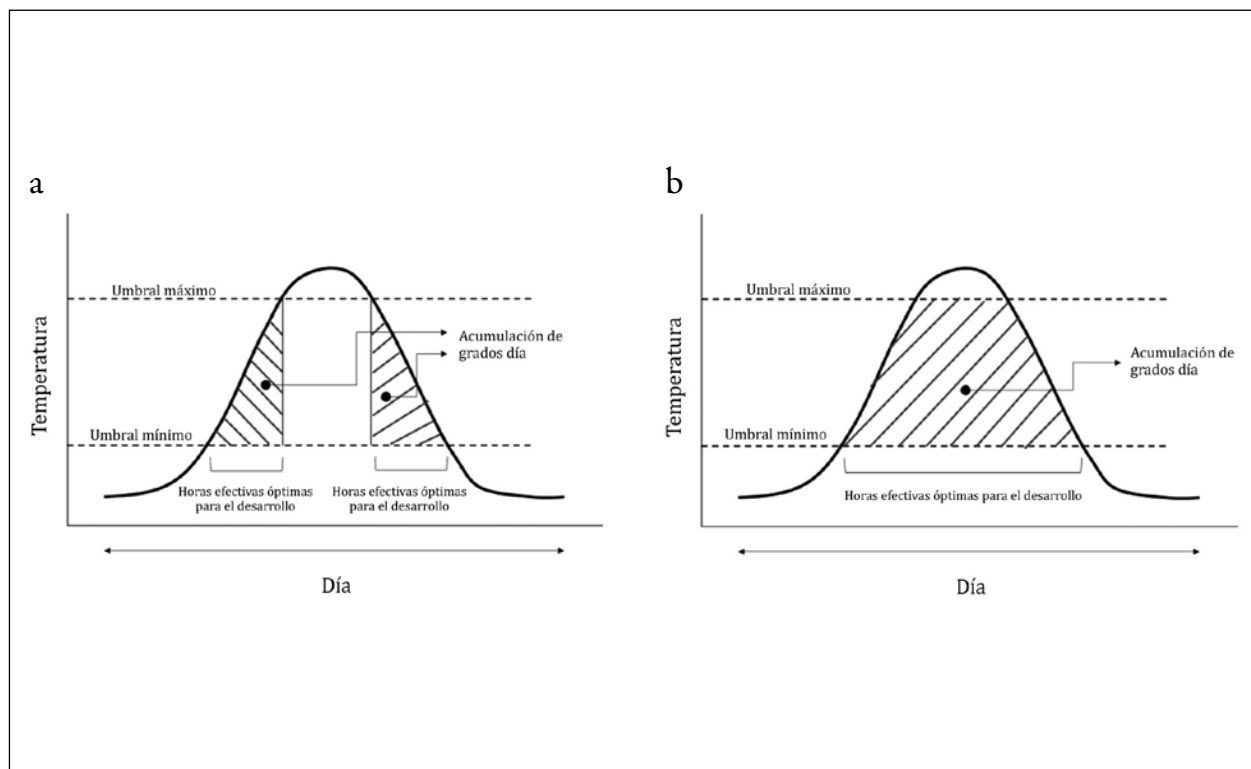 a
Temperatura
Umbral máximo
Acumulación de
grados día
Umbral mínimo
Horas efectivas óptimas
para el desarrollo
Horas efectivas óptimas
para el desarrollo
Día
b
Temperatura
Umbral máximo
Acumulación de
grados día
Umbral mínimo
Horas efectivas óptimas para el desarrollo
Día